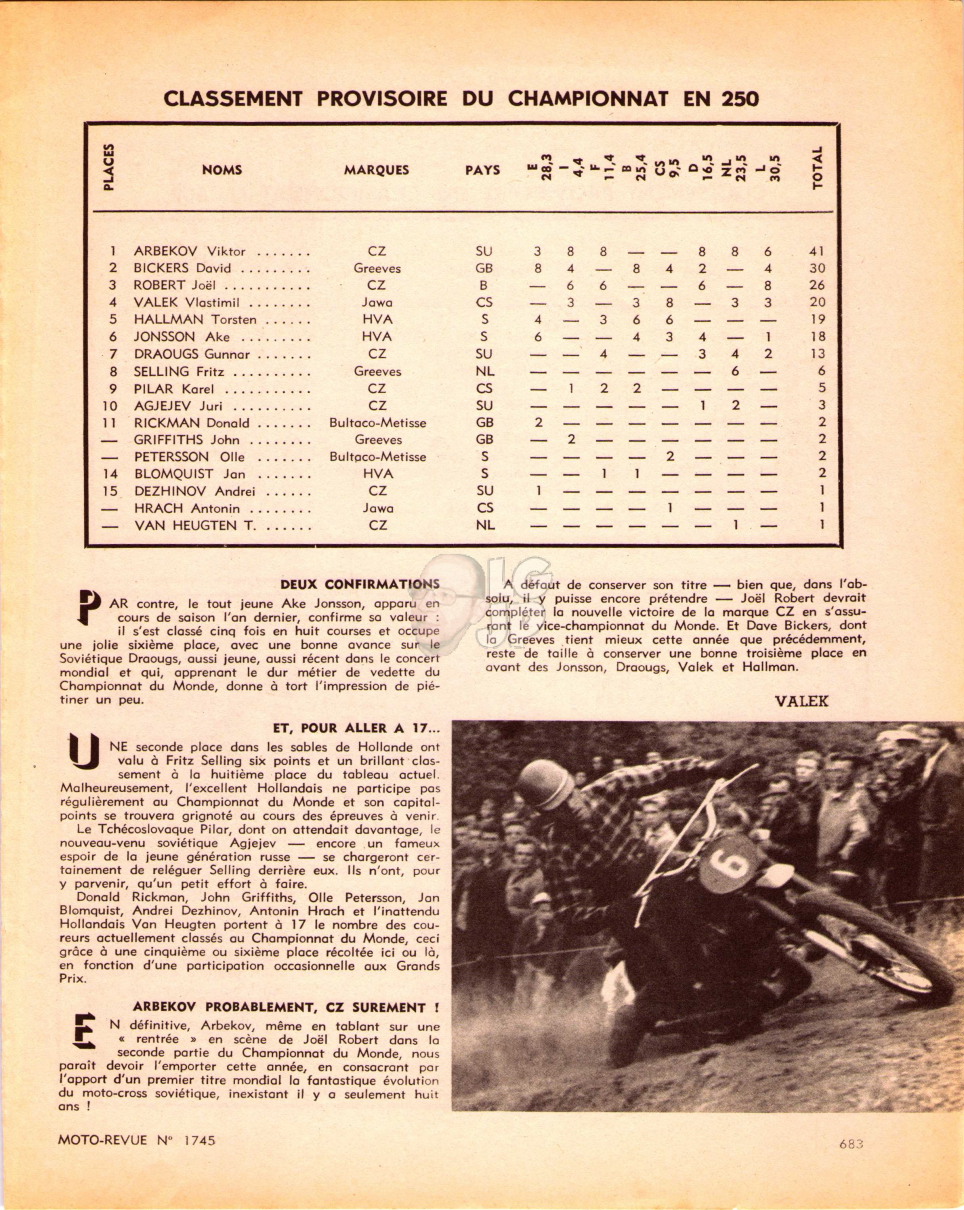 CLASSEMENT PROVISOIRE DU CHAMPIONNAT EN 250
PLACES NOMS MARQUES PAYS E 28,3 I 4,4 F 11,4 B 25,4 CS 9,5 D 16,5 NL 23,5 L 30,5 TOTAL
1 ARBEKOV Viktor ....... CZ SU 3 8 8 — — 8 8 6 41
2 BICKERS David ......... Greeves GB 8 4 — 8 4 2 — 4 30
3 ROBERT Joël ........... CZ B — 6 6 — — 6 — 8 26
4 VALEK Vlastimil ........ Jawa CS — 3 — 3 8 — 3 3 20
5 HALLMAN Torsten ...... HVA S 4 — 3 6 6 — — — 19
6 JONSSON Ake ......... HVA S 6 — — 4 3 4 — 1 18
7 DRAOUGS Gunnar ....... CZ SU — — 4 — — 3 4 2 13
8 SELLING Fritz .......... Greeves NL — — — — — — 6 — 6
9 PILAR Karel ........... CZ CS — 1 2 2 — — — — 5
10 AGJEJEV Juri .......... CZ SU — — — — — 1 2 — 3
11 RICKMAN Donald ....... Bultaco-Metisse GB 2 — — — — — — — 2
— GRIFFITHS John ........ Greeves GB — 2 — — — — — — 2
— PETERSSON Olle ....... Bultaco-Metisse S — — — — 2 — — — 2
14 BLOMQUIST Jan ....... HVA S — — 1 1 — — — — 2
15 DEZHINOV Andrei ...... CZ SU 1 — — — — — — — 1
— HRACH Antonin ........ Jawa CS — — — — 1 — — — 1
— VAN HEUGTEN T. ...... CZ NL — — — — — — 1 — 1
DEUX CONFIRMATIONS
PAR contre, le tout jeune Ake Jonsson, apparu en
cours de saison l'an dernier, confirme sa valeur :
il s'est classé cinq fois en huit courses et occupe
une jolie sixième place, avec une bonne avance sur le
Soviétique Draougs, aussi jeune, aussi récent dans le concert
mondial et qui, apprenant le dur métier de vedette du
Championnat du Monde, donne à tort l'impression de pié-
tiner un peu.
ET, POUR ALLER A 17...
UNE seconde place dans les sables de Hollande ont
valu à Fritz Selling six points et un brillant clas-
sement à la huitième place du tableau actuel.
Malheureusement, l'excellent Hollandais ne participe pas
régulièrement au Championnat du Monde et son capital-
points se trouvera grignoté au cours des épreuves à venir.
Le Tchécoslovaque Pilar, dont on attendait davantage, le
nouveau-venu soviétique Agjejev — encore un fameux
espoir de la jeune génération russe — se chargeront cer-
tainement de reléguer Selling derrière eux. Ils n'ont, pour
y parvenir, qu'un petit effort à faire.
Donald Rickman, John Griffiths, Olle Petersson, Jan
Blomquist, Andrei Dezhinov, Antonin Hrach et l'inattendu
Hollandais Van Heugten portent à 17 le nombre des cou-
reurs actuellement classés au Championnat du Monde, ceci
grâce à une cinquième ou sixième place récoltée ici ou là,
en fonction d'une participation occasionnelle aux Grands
Prix.
ARBEKOV PROBABLEMENT, CZ SUREMENT !
EN définitive, Arbekov, même en tablant sur une
« rentrée » en scène de Joël Robert dans la
seconde partie du Championnat du Monde, nous
paraît devoir l'emporter cette année, en consacrant par
l'apport d'un premier titre mondial la fantastique évolution
du moto-cross soviétique, inexistant il y a seulement huit
ans !
A défaut de conserver son titre — bien que, dans l'ab-
solu, il y puisse encore prétendre — Joël Robert devrait
compléter la nouvelle victoire de la marque CZ en s'assu-
rant le vice-championnat du Monde. Et Dave Bickers, dont
la Greeves tient mieux cette année que précédemment,
reste de taille à conserver une bonne troisième place en
avant des Jonsson, Draougs, Valek et Hallman.
VALEK
6
MOTO-REVUE N° 1745
683